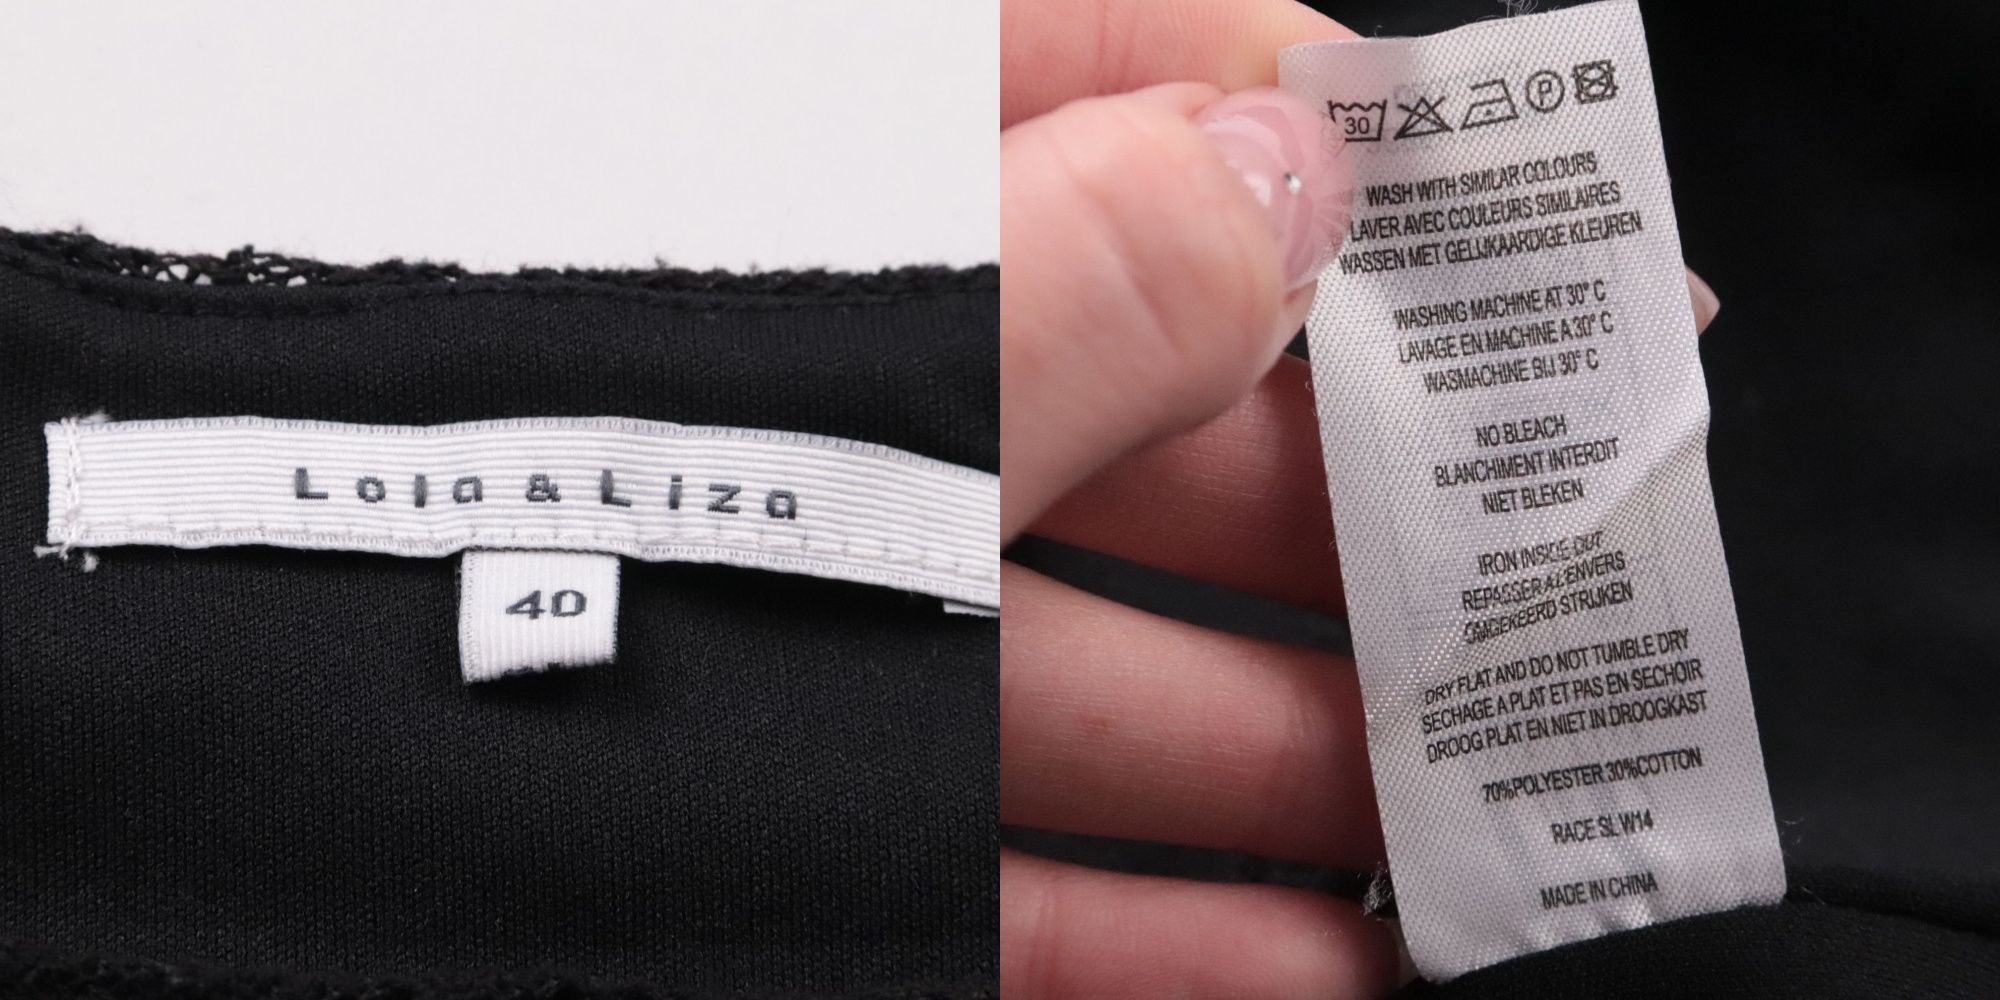 Lola & Liza
40
30
P
WASH WITH SIMILAR COLOURS
LAVER AVEC COULEURS SIMILAIRES
WASSEN MET GELIJKAARDIGE KLEUREN
WASHING MACHINE AT 30° C
LAVAGE EN MACHINE A 30° C
WASMACHINE BIJ 30° C
NO BLEACH
BLANCHIMENT INTERDIT
NIET BLEKEN
IRON INSIDE OUT
REPASSER A L'ENVERS
OMGEKEERD STRIJKEN
DRY FLAT AND DO NOT TUMBLE DRY
SECHAGE A PLAT ET PAS EN SECHOIR
DROOG PLAT EN NIET IN DROOGKAST
70%POLYESTER 30%COTTON
RACE SL W14
MADE IN CHINA